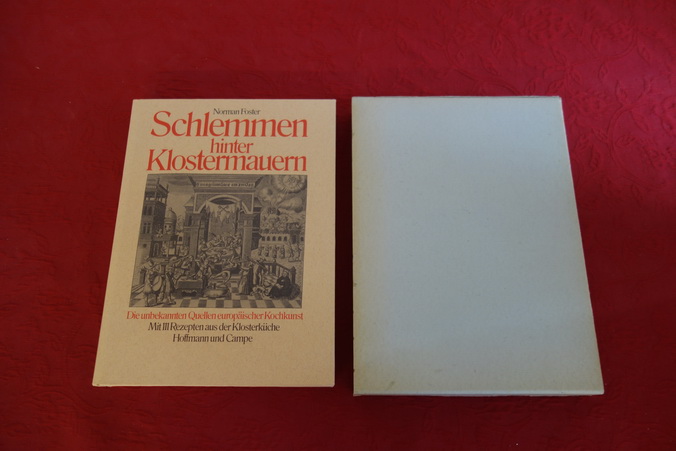 Norman Foster
Schlemmen
hinter
Klostermauern
Die unbekannten Quellen europäischer Kochkunst
Mit 111 Rezepten aus der Klosterküche
Hoffmann und Campe